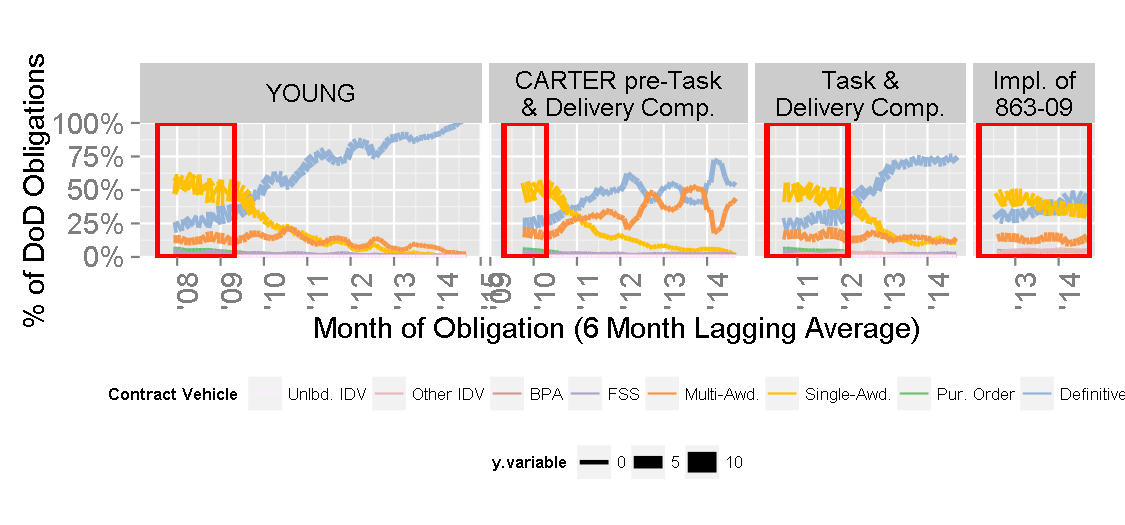 YOUNG
CARTER pre-Task
& Delivery Comp.
Task &
Delivery Comp.
Impl. of
863-09
% of DoD Obligations
100%
75%
50%
25%
0%
'08
'09
'10
'11
'12
'13
'14
'15
'09
'10
'11
'12
'13
'14
'11
'12
'13
'14
'13
'14
Month of Obligation (6 Month Lagging Average)
Contract Vehicle Unlbd. IDV Other IDV BPA FSS Multi-Awd. Single-Awd. Pur. Order Definitive
y.variable 0 5 10